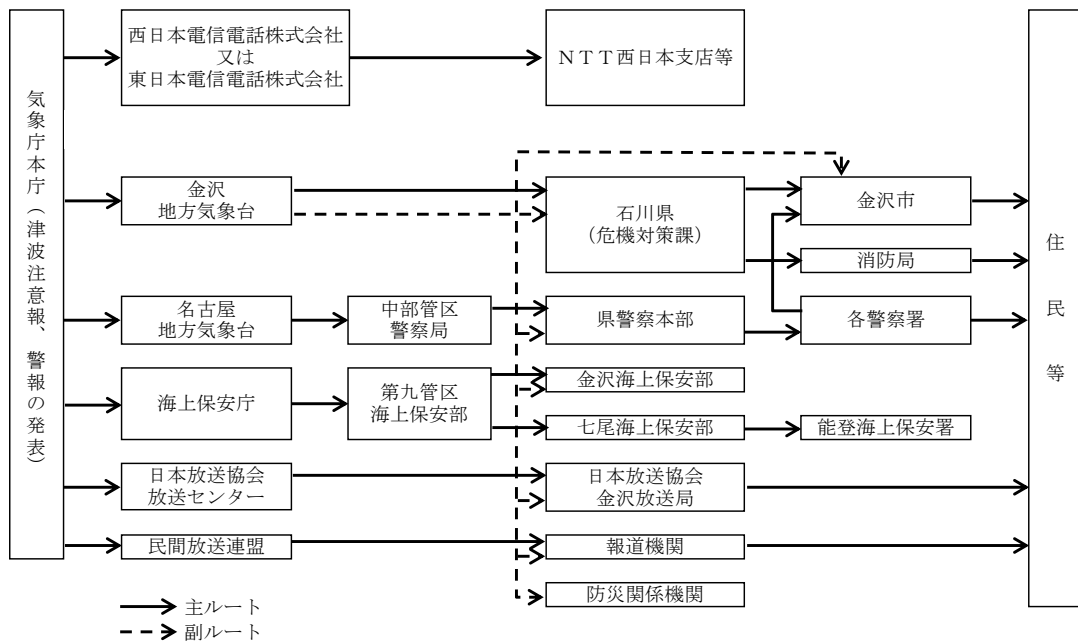 気象庁本庁（津波注意報、警報の発表）
西日本電信電話株式会社
又は
東日本電信電話株式会社
ＮＴＴ西日本支店等
金沢
地方気象台
石川県
（危機対策課）
金沢市
消防局
名古屋
地方気象台
中部管区
警察局
県警察本部
各警察署
海上保安庁
第九管区
海上保安部
金沢海上保安部
七尾海上保安部
能登海上保安署
日本放送協会
放送センター
日本放送協会
金沢放送局
民間放送連盟
報道機関
防災関係機関
住民等
主ルート
副ルート